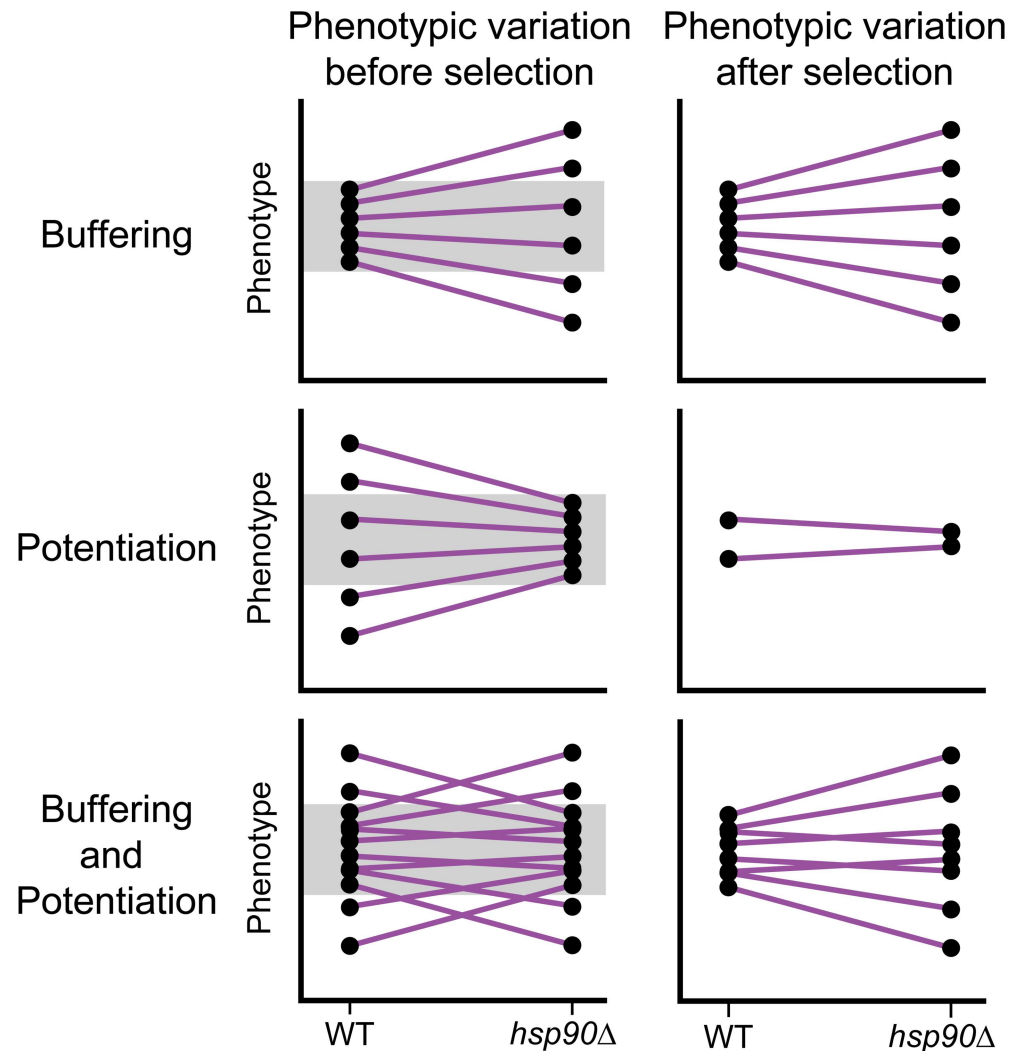 Phenotypic variation
before selection
Phenotypic variation
after selection
Buffering
Phenotype
Potentiation
Phenotype
Buffering
and
Potentiation
Phenotype
WT
hsp90Δ
WT
hsp90Δ